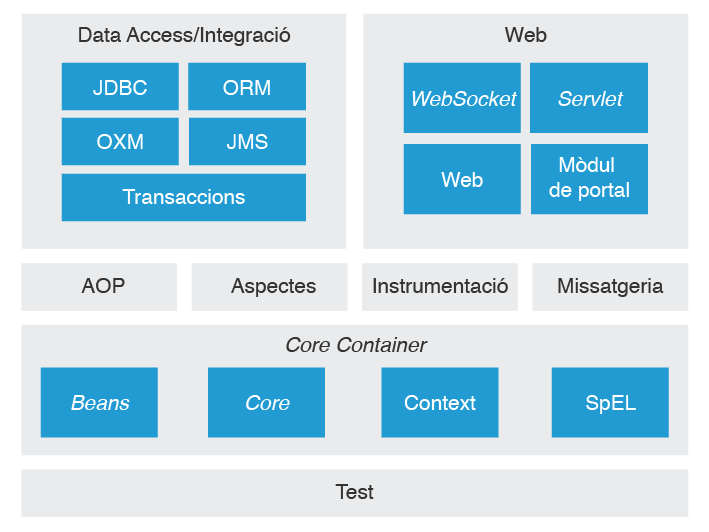 Data Access/Integració
JDBC
ORM
OXM
JMS
Transaccions
Web
WebSocket
Servlet
Web
Mòdul
de portal
AOP
Aspectes
Instrumentació
Missatgeria
Core Container
Beans
Core
Context
SpEL
Test